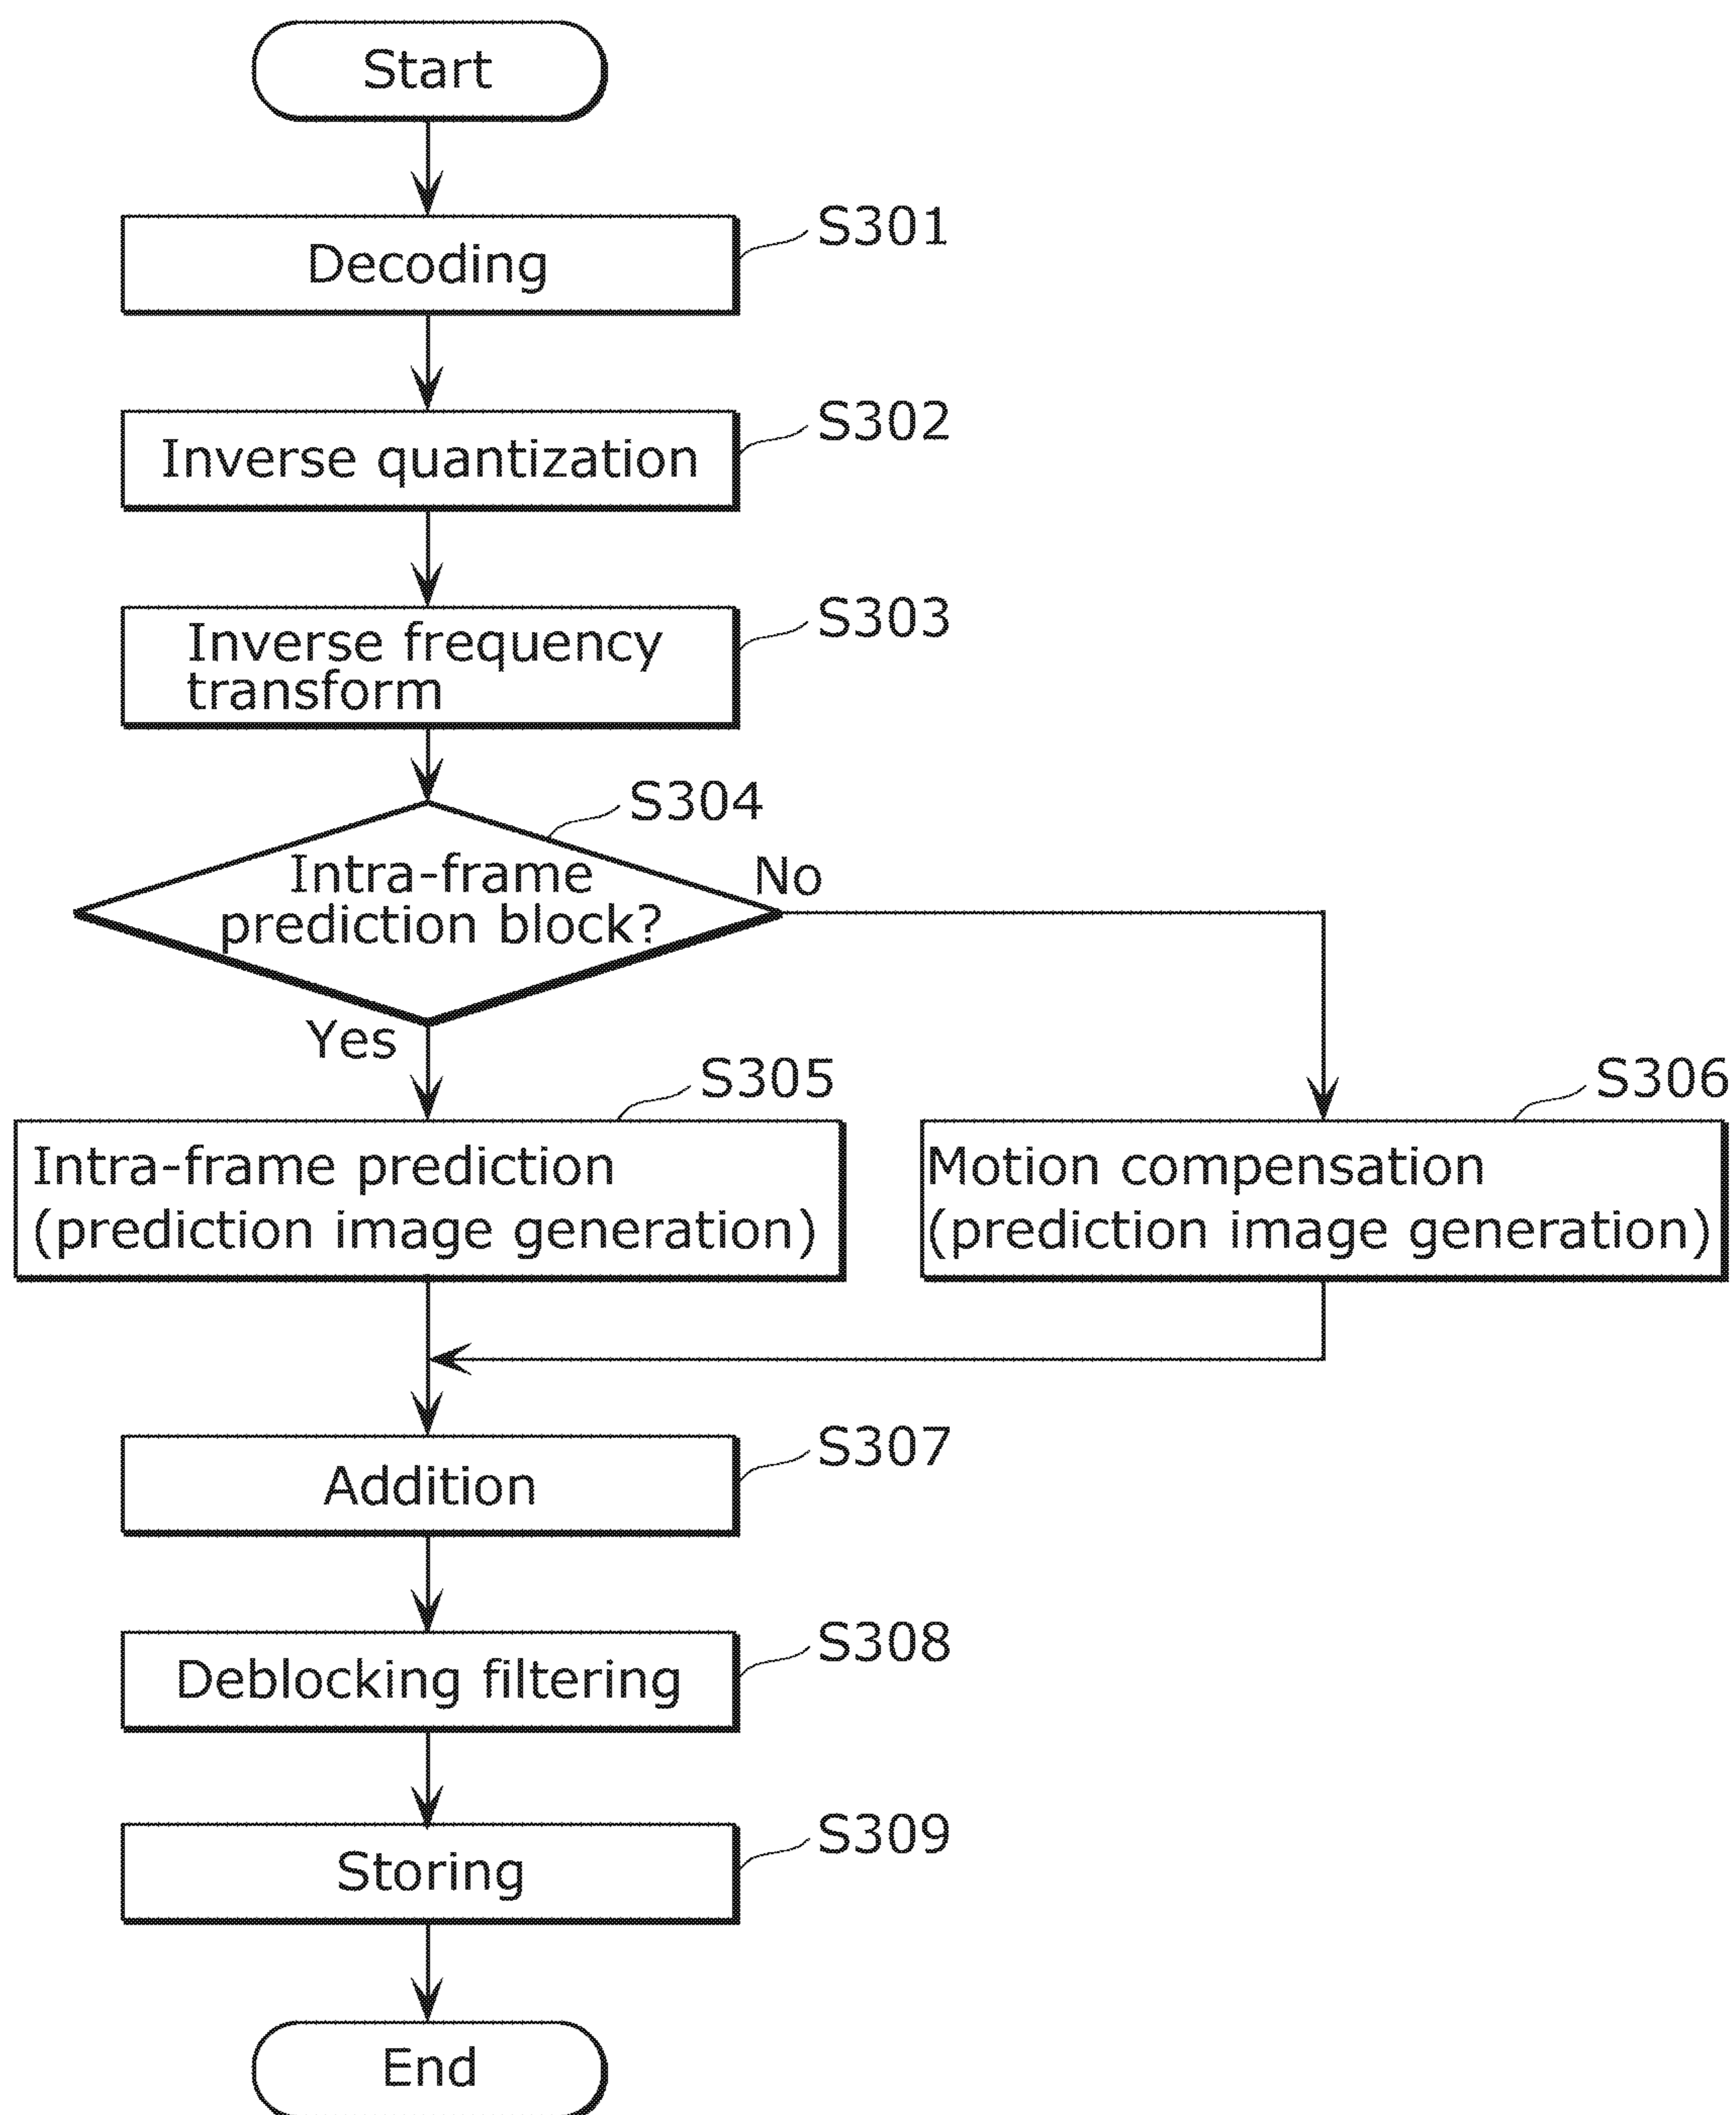 Start
Decoding
S301
Inverse quantization
S302
Inverse frequency
transform
S303
S304
Intra-frame
prediction block?
No
Yes
S305
Intra-frame prediction
(prediction image generation)
S306
Motion compensation
(prediction image generation)
Addition
S307
Deblocking filtering
S308
Storing
S309
End